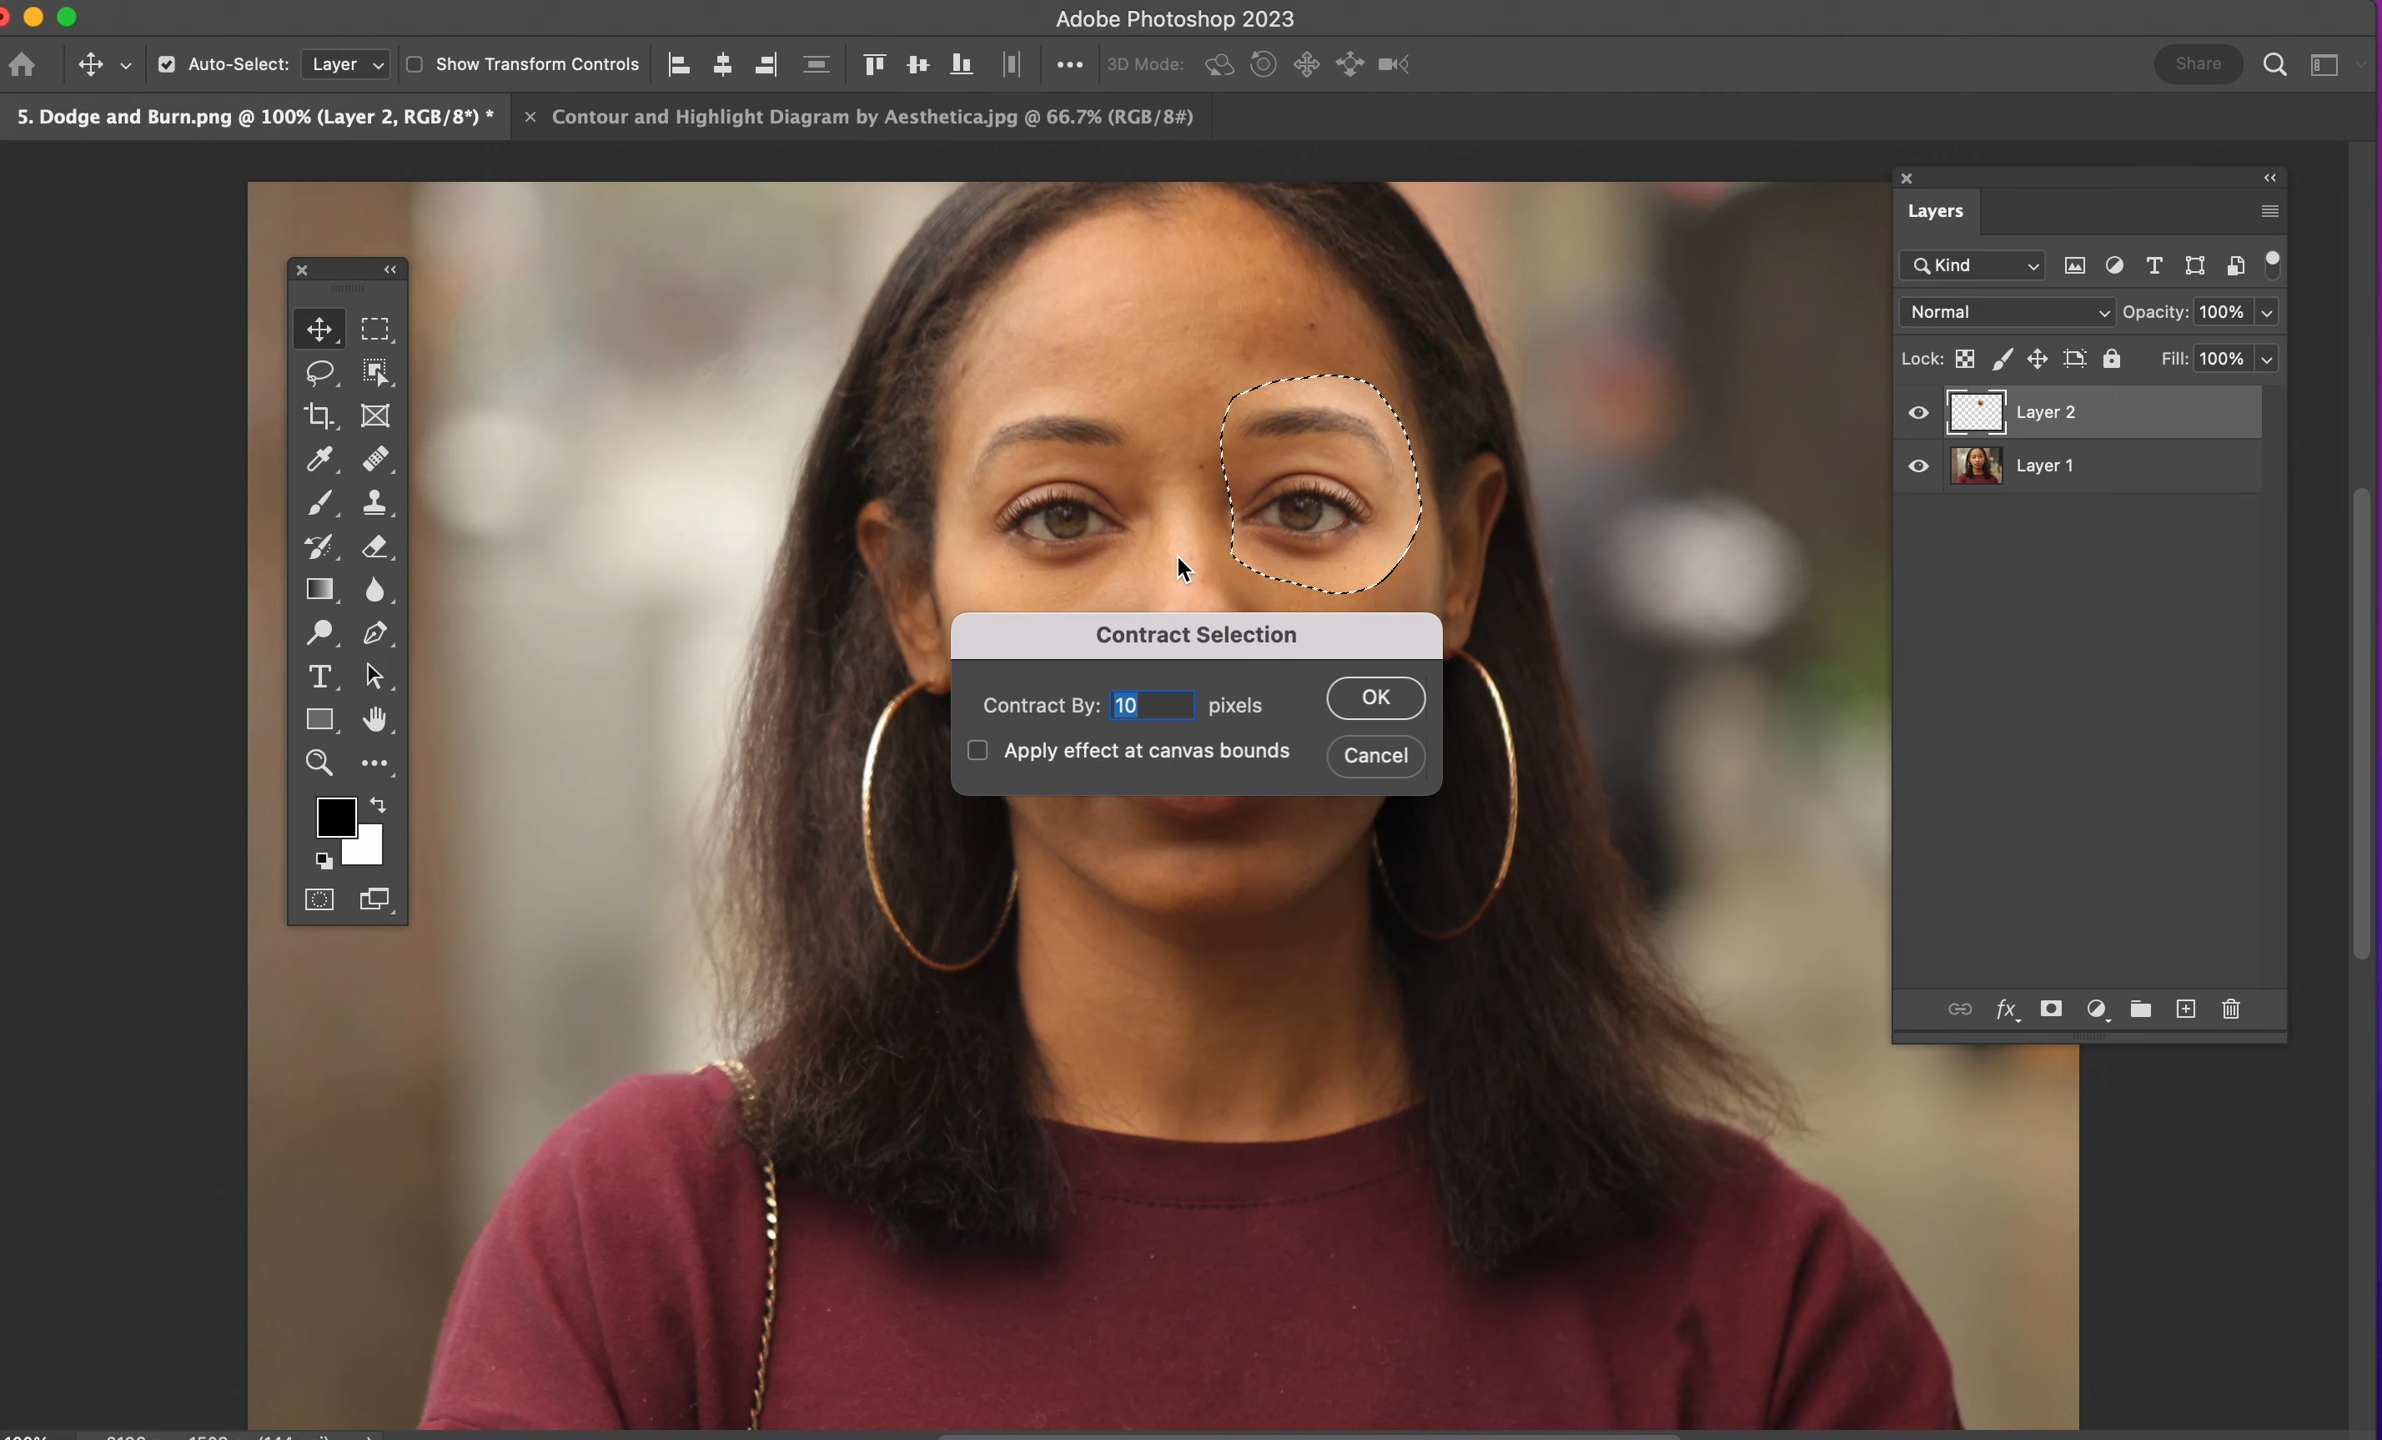 Adobe Photoshop 2023
Auto-Select: Layer Show Transform Controls 3D Mode: Share
5. Dodge and Burn.png @ 100% (Layer 2, RGB/8*) * × Contour and Highlight Diagram by Aesthetica.jpg @ 66.7% (RGB/8#)
Layers
Kind
Normal Opacity: 100%
Lock: Fill: 100%
Layer 2
Layer 1
Contract Selection
Contract By: 10 pixels OK
Apply effect at canvas bounds Cancel